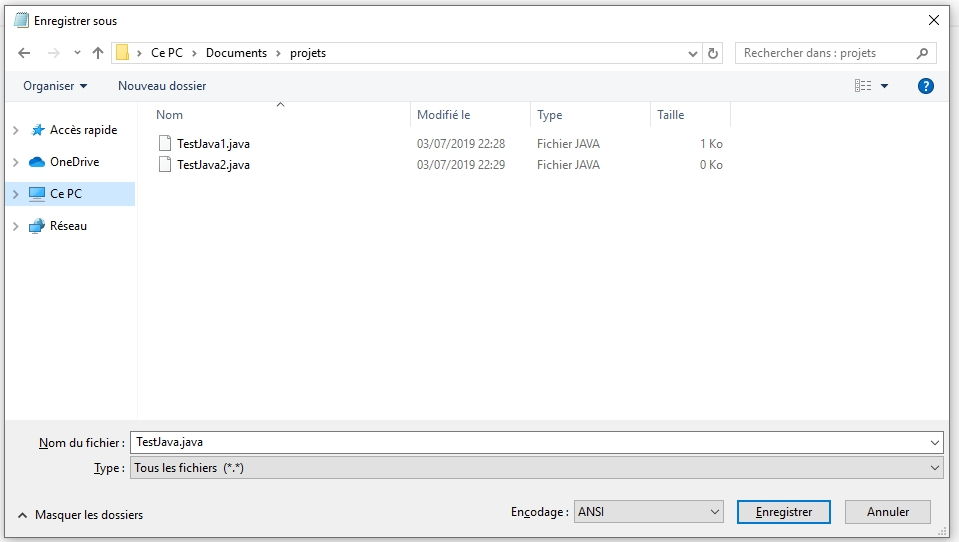 Enregistrer sous
Ce PC > Documents > projets
Rechercher dans : projets
Organiser
Nouveau dossier
?
Nom Modifié le Type Taille
Accès rapide
OneDrive
Ce PC
Réseau
TestJava1.java 03/07/2019 22:28 Fichier JAVA 1 Ko
TestJava2.java 03/07/2019 22:29 Fichier JAVA 0 Ko
Nom du fichier : TestJava.java
Type : Tous les fichiers (*.*)
Masquer les dossiers
Encodage : ANSI
Enregistrer
Annuler